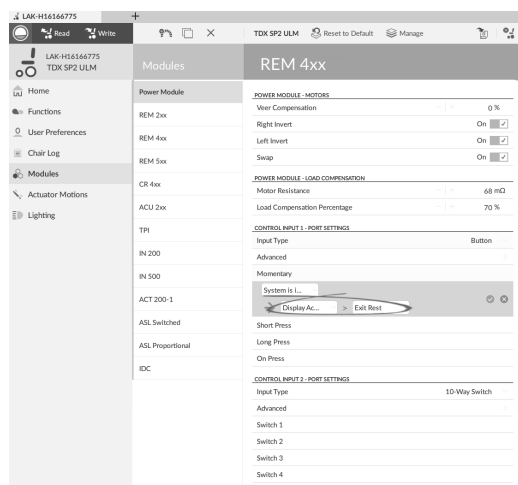 LAK-H16166775
+
Read
Write
TDX SP2 ULM
Reset to Default
Manage
LAK-H16166775
TDX SP2 ULM
Home
Functions
User Preferences
Chair Log
Modules
Actuator Motions
Lighting
Modules
Power Module
REM 2xx
REM 4xx
REM 5xx
CR 4xx
ACU 2xx
TPI
IN 200
IN 500
ACT 200-1
ASL Switched
ASL Proportional
IDC
REM 4xx
POWER MODULE - MOTORS
Veer Compensation 0 %
Right Invert On
Left Invert On
Swap On
POWER MODULE - LOAD COMPENSATION
Motor Resistance 68 mΩ
Load Compensation Percentage 70 %
CONTROL INPUT 1 - PORT SETTINGS
Input Type Button
Advanced
Momentary
System is i...
Display Ac... > Exit Rest
Short Press
Long Press
On Press
CONTROL INPUT 2 - PORT SETTINGS
Input Type 10-Way Switch
Advanced
Switch 1
Switch 2
Switch 3
Switch 4